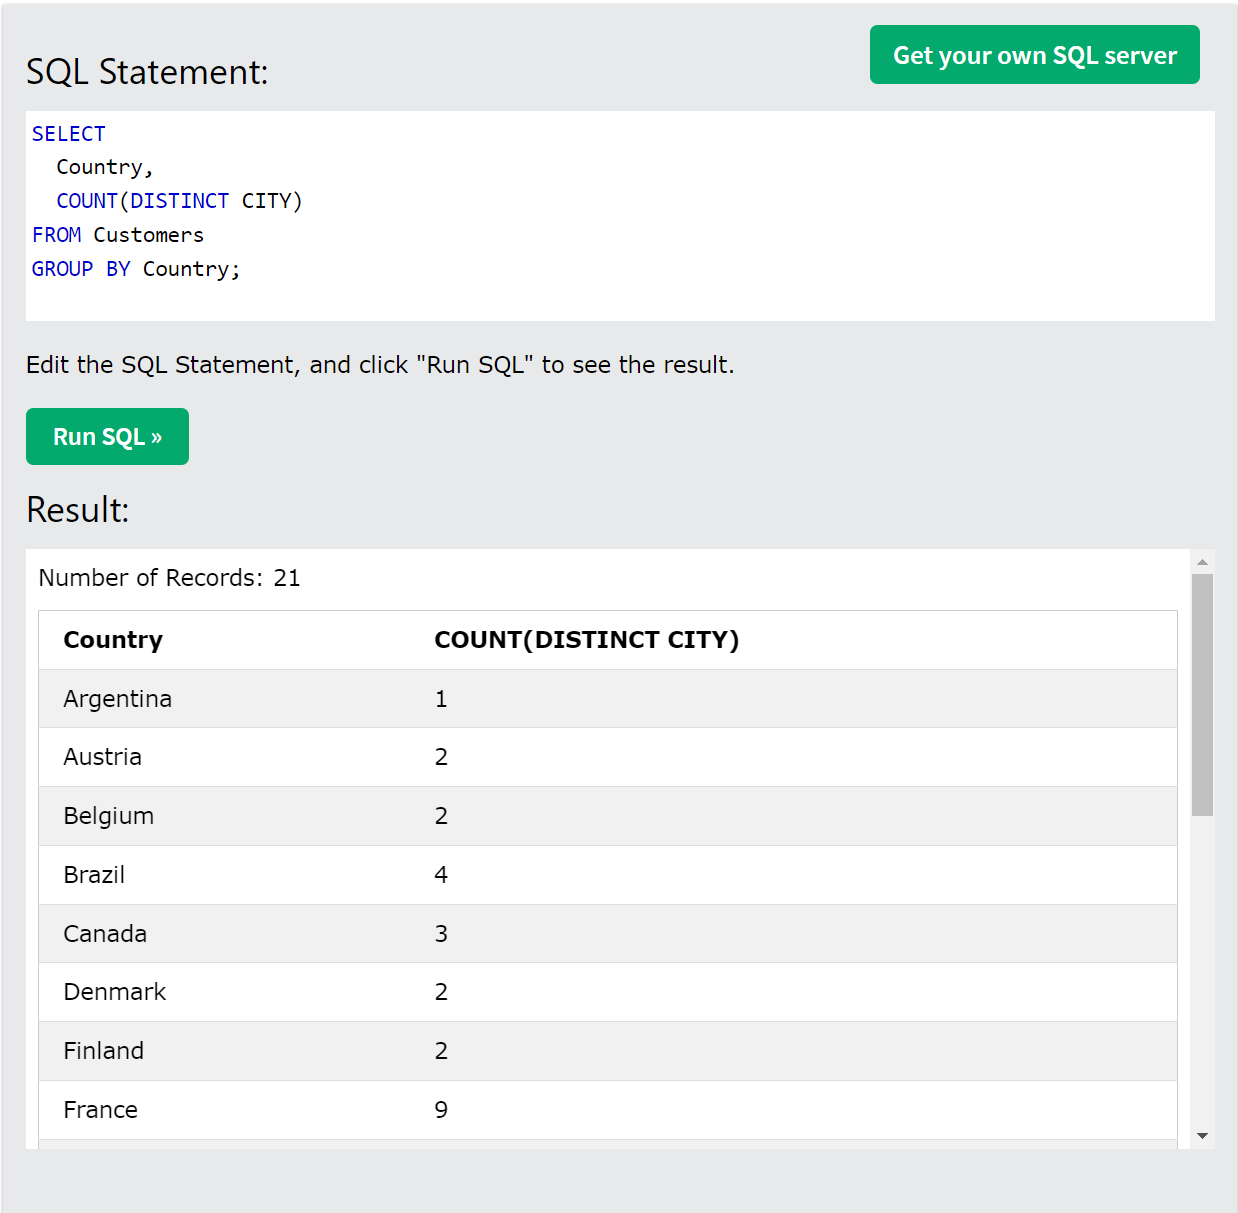 Get your own SQL server
SQL Statement:
SELECT
Country,
COUNT(DISTINCT CITY)
FROM Customers
GROUP BY Country;
Edit the SQL Statement, and click "Run SQL" to see the result.
Run SQL »
Result:
Number of Records: 21
Country COUNT(DISTINCT CITY)
Argentina 1
Austria 2
Belgium 2
Brazil 4
Canada 3
Denmark 2
Finland 2
France 9